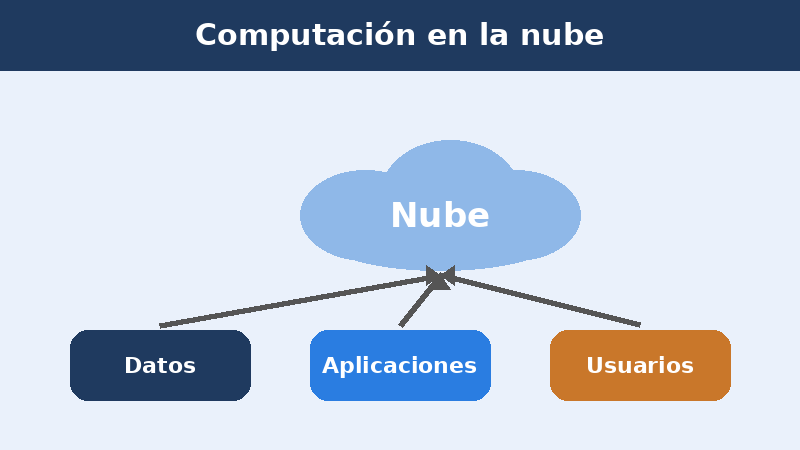 Computación en la nube
Nube
Datos
Aplicaciones
Usuarios